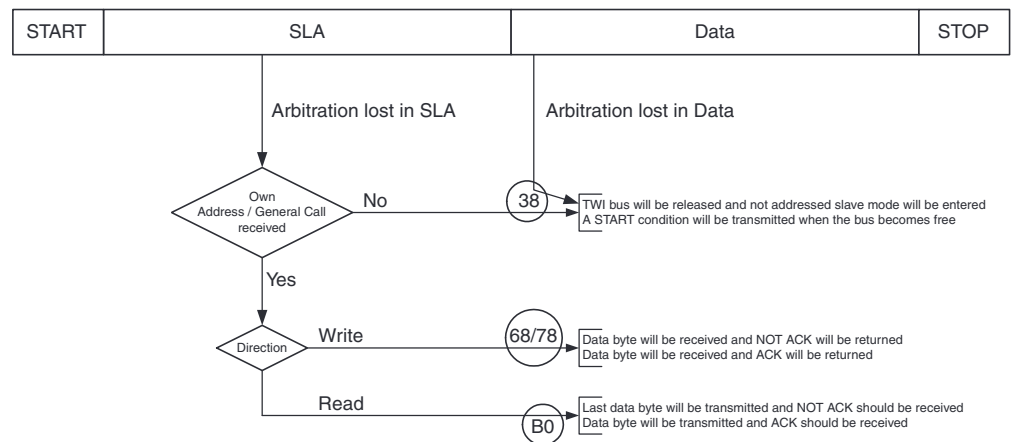 START SLA Data STOP
Arbitration lost in SLA
Arbitration lost in Data
Own
Address / General Call
received
No
38
TWI bus will be released and not addressed slave mode will be entered
A START condition will be transmitted when the bus becomes free
Yes
Direction
Write
68/78
Data byte will be received and NOT ACK will be returned
Data byte will be received and ACK will be returned
Read
B0
Last data byte will be transmitted and NOT ACK should be received
Data byte will be transmitted and ACK should be received